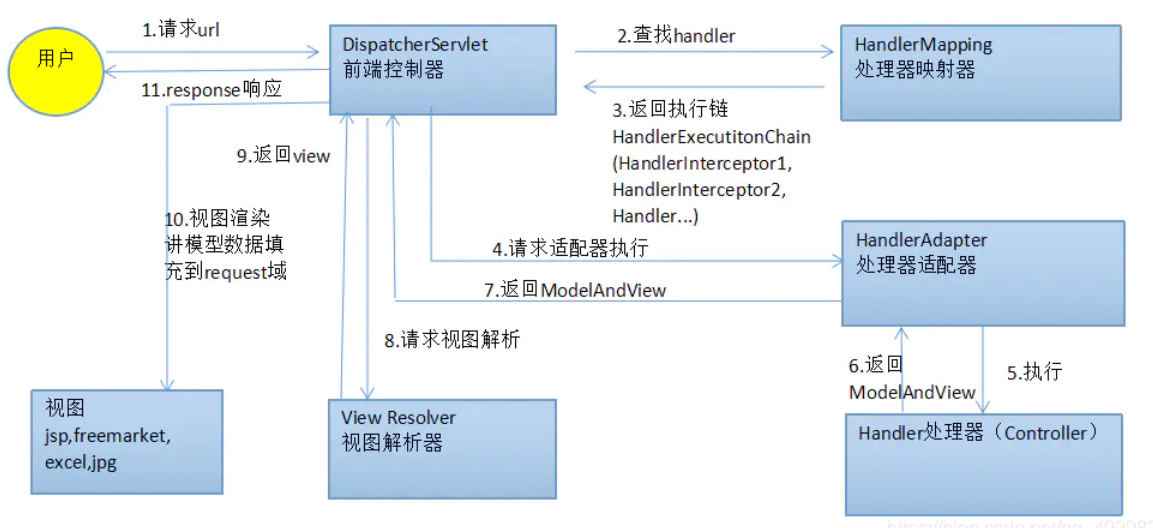 用户
1.请求url
11.response响应
DispatcherServlet
前端控制器
2.查找handler
HandlerMapping
处理器映射器
3.返回执行链
HandlerExecutitonChain
(HandlerInterceptor1,
HandlerInterceptor2,
Handler...)
9.返回view
10.视图渲染
讲模型数据填
充到request域
4.请求适配器执行
HandlerAdapter
处理器适配器
7.返回ModelAndView
8.请求视图解析
6.返回
ModelAndView
5.执行
视图
jsp,freemarket,
excel,jpg
View Resolver
视图解析器
Handler处理器（Controller）